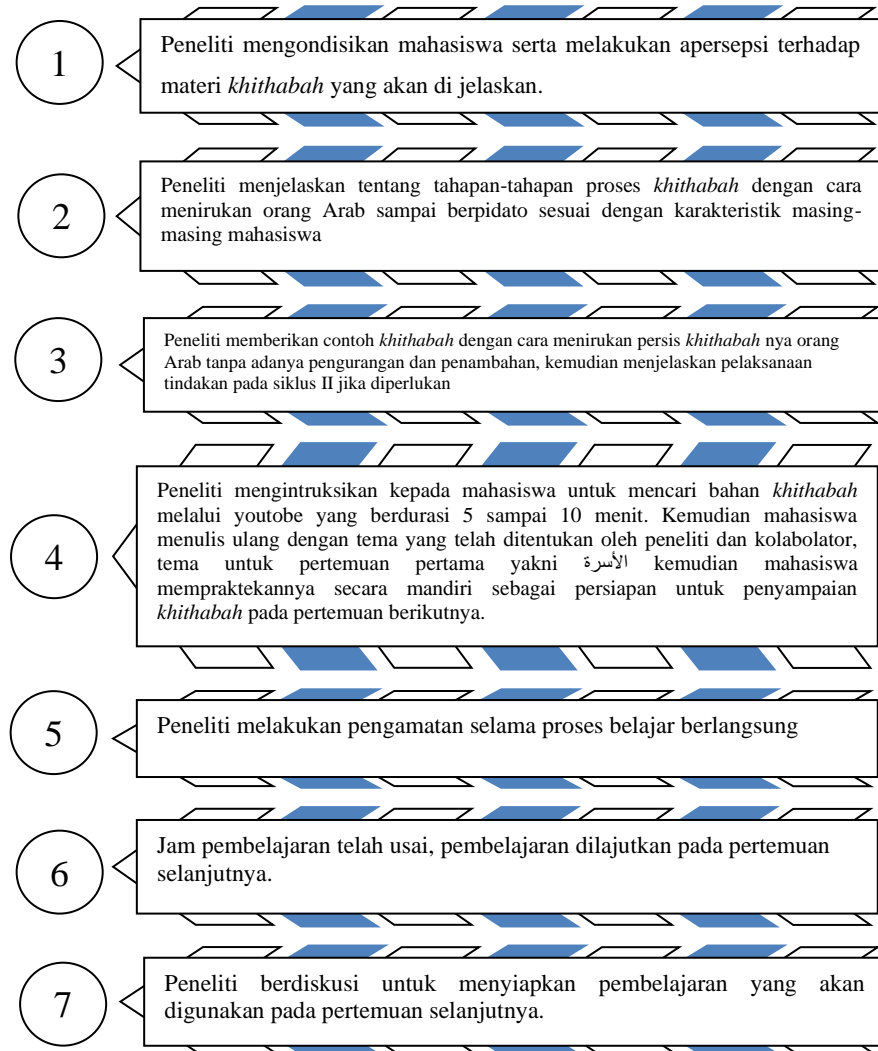 1
Peneliti mengondisikan mahasiswa serta melakukan apersepsi terhadap
materi khithabah yang akan di jelaskan.
2
Peneliti menjelaskan tentang tahapan-tahapan proses khithabah dengan cara
menirukan orang Arab sampai berpidato sesuai dengan karakteristik masing-
masing mahasiswa
3
Peneliti memberikan contoh khithabah dengan cara menirukan persis khithabah nya orang
Arab tanpa adanya pengurangan dan penambahan, kemudian menjelaskan pelaksanaan
tindakan pada siklus II jika diperlukan
4
Peneliti mengintruksikan kepada mahasiswa untuk mencari bahan khithabah
melalui youtobe yang berdurasi 5 sampai 10 menit. Kemudian mahasiswa
menulis ulang dengan tema yang telah ditentukan oleh peneliti dan kolabolator,
tema untuk pertemuan pertama yakni الأسرة kemudian mahasiswa
mempraktekannya secara mandiri sebagai persiapan untuk penyampaian
khithabah pada pertemuan berikutnya.
5
Peneliti melakukan pengamatan selama proses belajar berlangsung
6
Jam pembelajaran telah usai, pembelajaran dilajutkan pada pertemuan
selanjutnya.
7
Peneliti berdiskusi untuk menyiapkan pembelajaran yang akan
digunakan pada pertemuan selanjutnya.